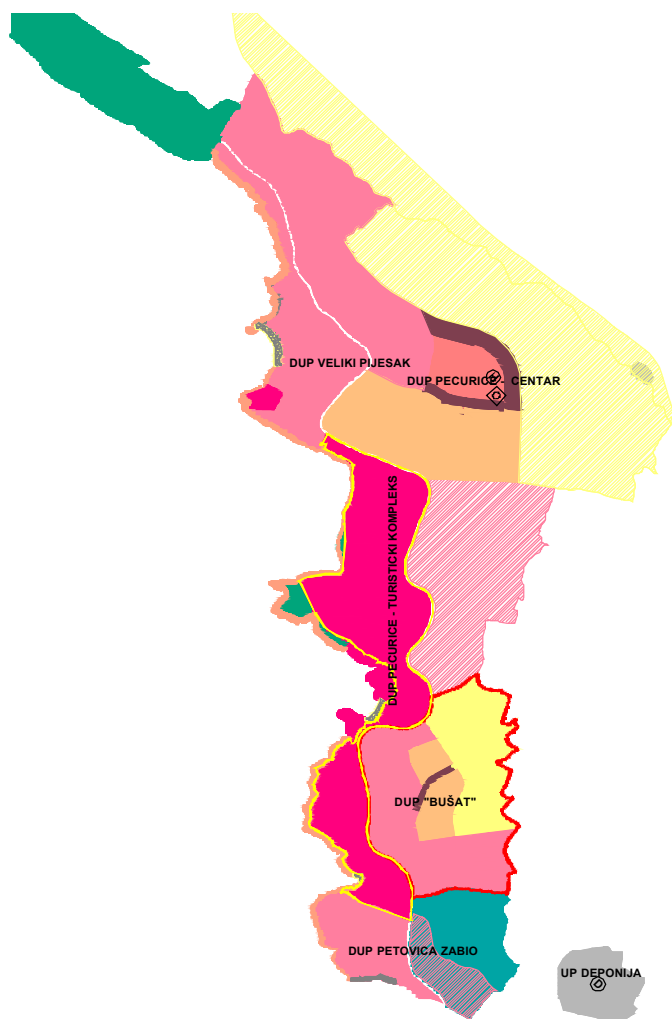 DUP VELIKI PIJESAK
DUP PECURICE - CENTAR
DUP PECURICE - TURISTICKI KOMPLEKS
DUP "BUŠAT"
DUP PETOVICA ZABIO
UP DEPONIJA